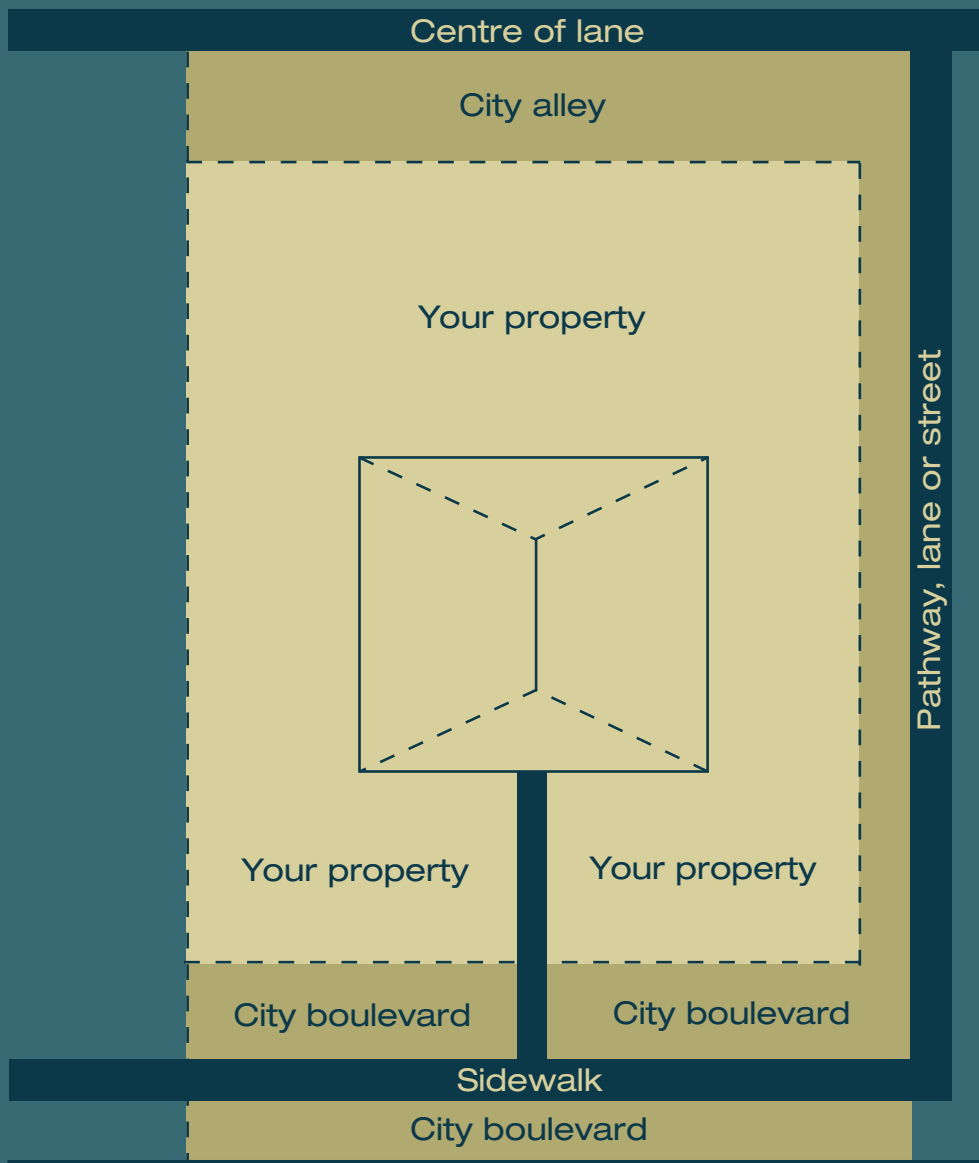 Centre of lane
City alley
Your property
Pathway, lane or street
Your property
Your property
City boulevard
City boulevard
Sidewalk
City boulevard